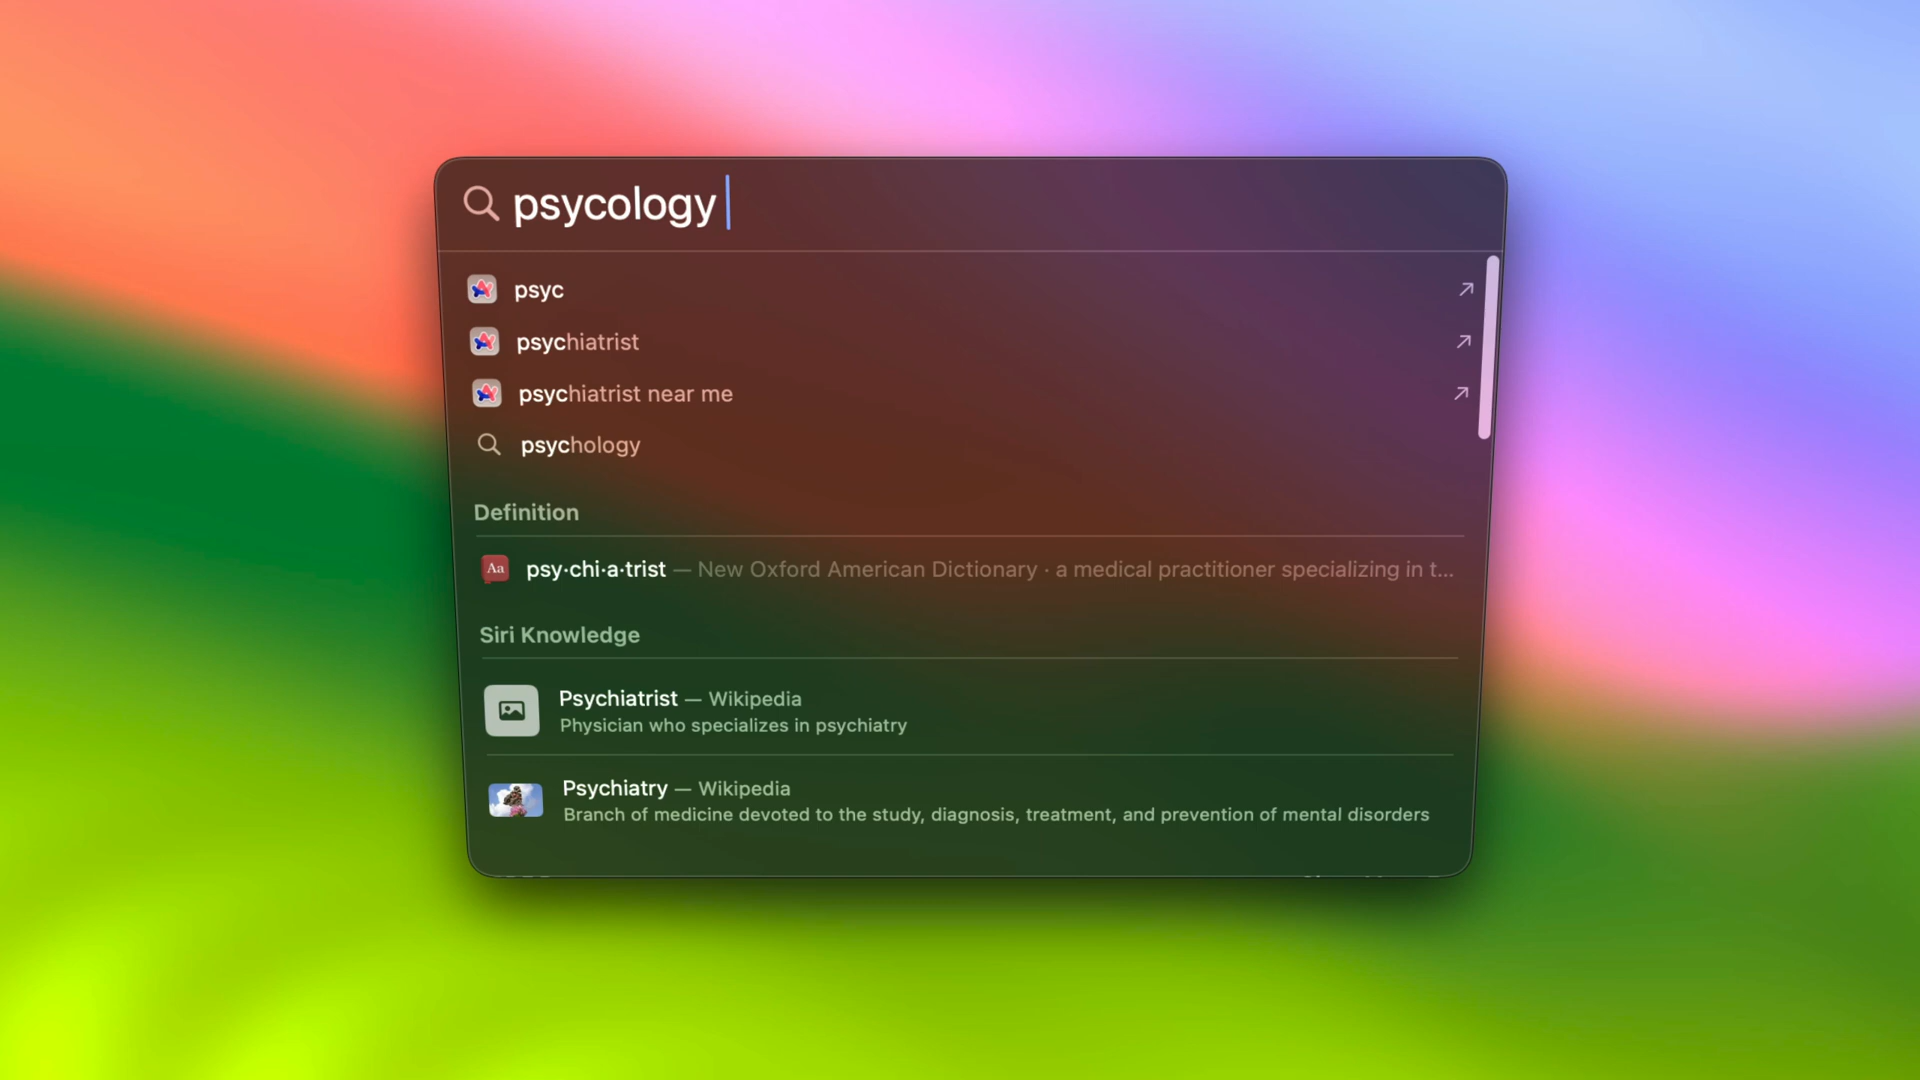 psycology
psyc
psychiatrist
psychiatrist near me
psychology
Definition
Aa psy·chi·a·trist — New Oxford American Dictionary · a medical practitioner specializing in t...
Siri Knowledge
Psychiatrist — Wikipedia
Physician who specializes in psychiatry
Psychiatry — Wikipedia
Branch of medicine devoted to the study, diagnosis, treatment, and prevention of mental disorders